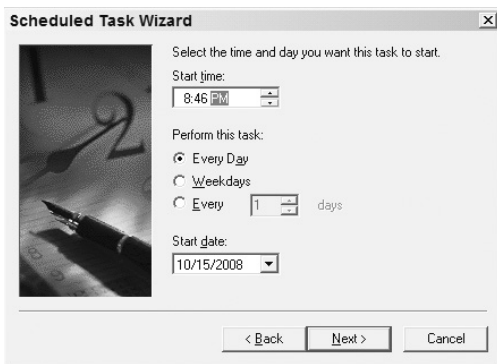 Scheduled Task Wizard
Select the time and day you want this task to start.
Start time:
8:46 PM
Perform this task:
Every Day
Weekdays
Every 1 days
Start date:
10/15/2008
< Back Next > Cancel